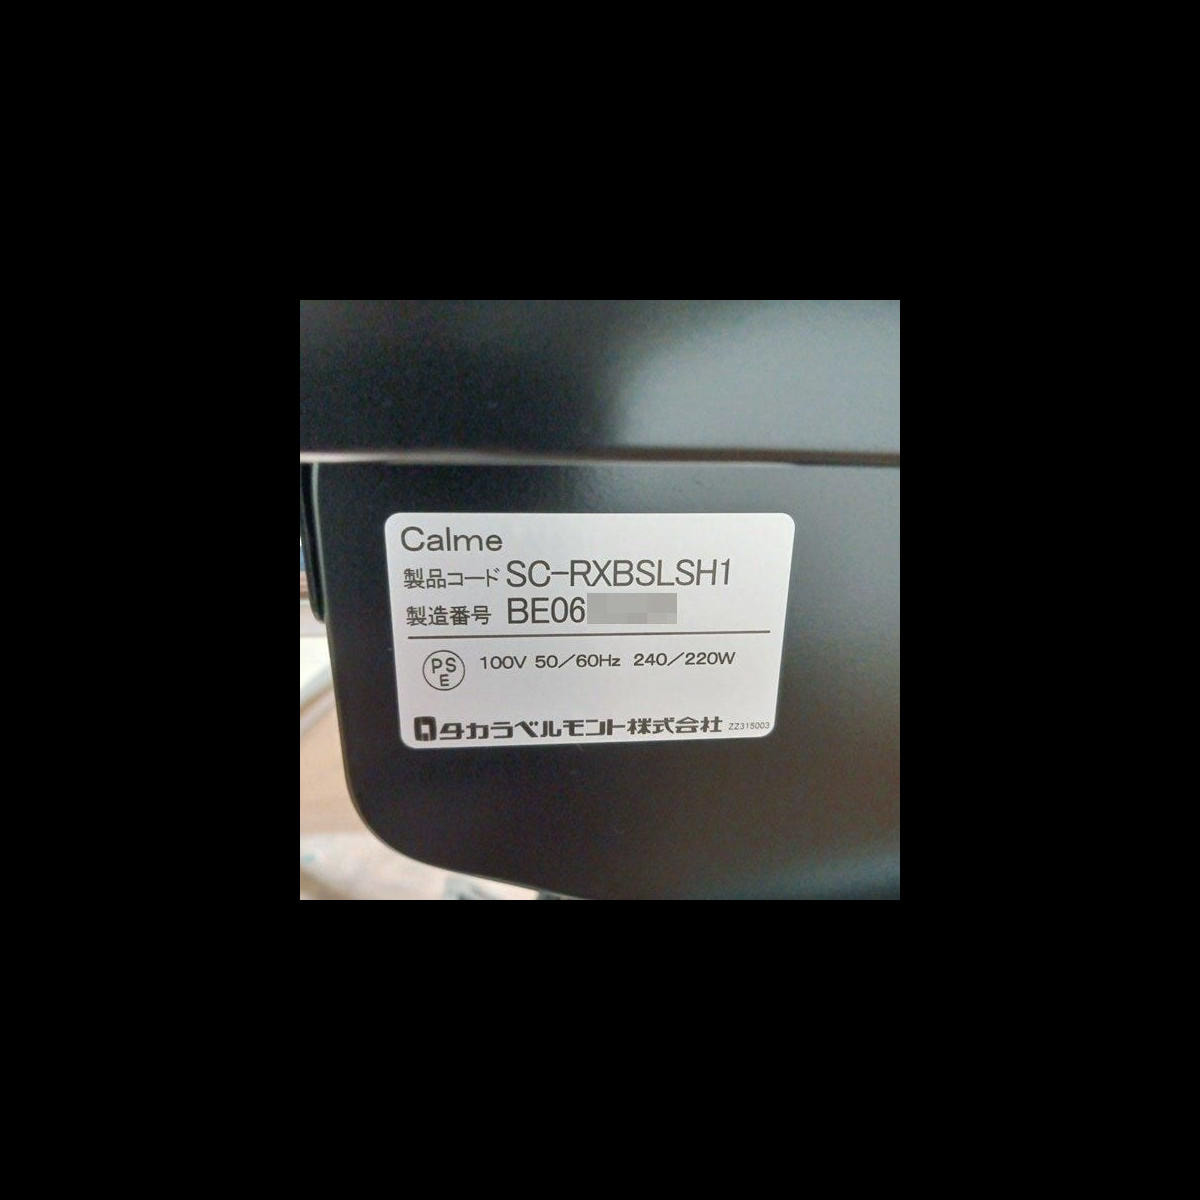 Calme
製品コード SC-RXBSLSH1
製造番号 BE06
PS
E
100V 50/60Hz 240/220W
タカラベルモント株式会社 ZZ315003